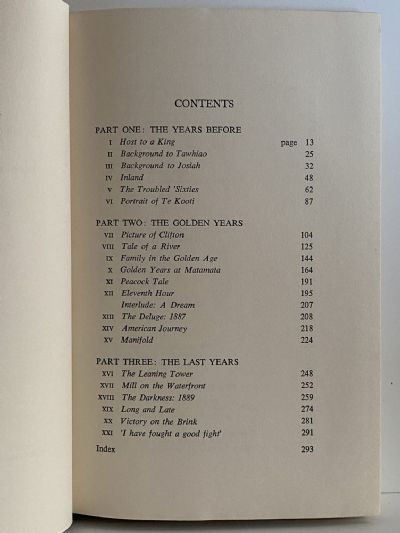 CONTENTS
PART ONE: THE YEARS BEFORE
I Host to a King page 13
II Background to Tawhiao 25
III Background to Josiah 32
IV Inland 48
V The Troubled 'Sixties 62
VI Portrait of Te Kooti 87
PART TWO: THE GOLDEN YEARS
VII Picture of Clifton 104
VIII Tale of a River 125
IX Family in the Golden Age 144
X Golden Years at Matamata 164
XI Peacock Tale 191
XII Eleventh Hour 195
Interlude: A Dream 207
XIII The Deluge: 1887 208
XIV American Journey 218
XV Manifold 224
PART THREE: THE LAST YEARS
XVI The Leaning Tower 248
XVII Mill on the Waterfront 252
XVIII The Darkness: 1889 259
XIX Long and Late 274
XX Victory on the Brink 281
XXI 'I have fought a good fight' 291
Index 293